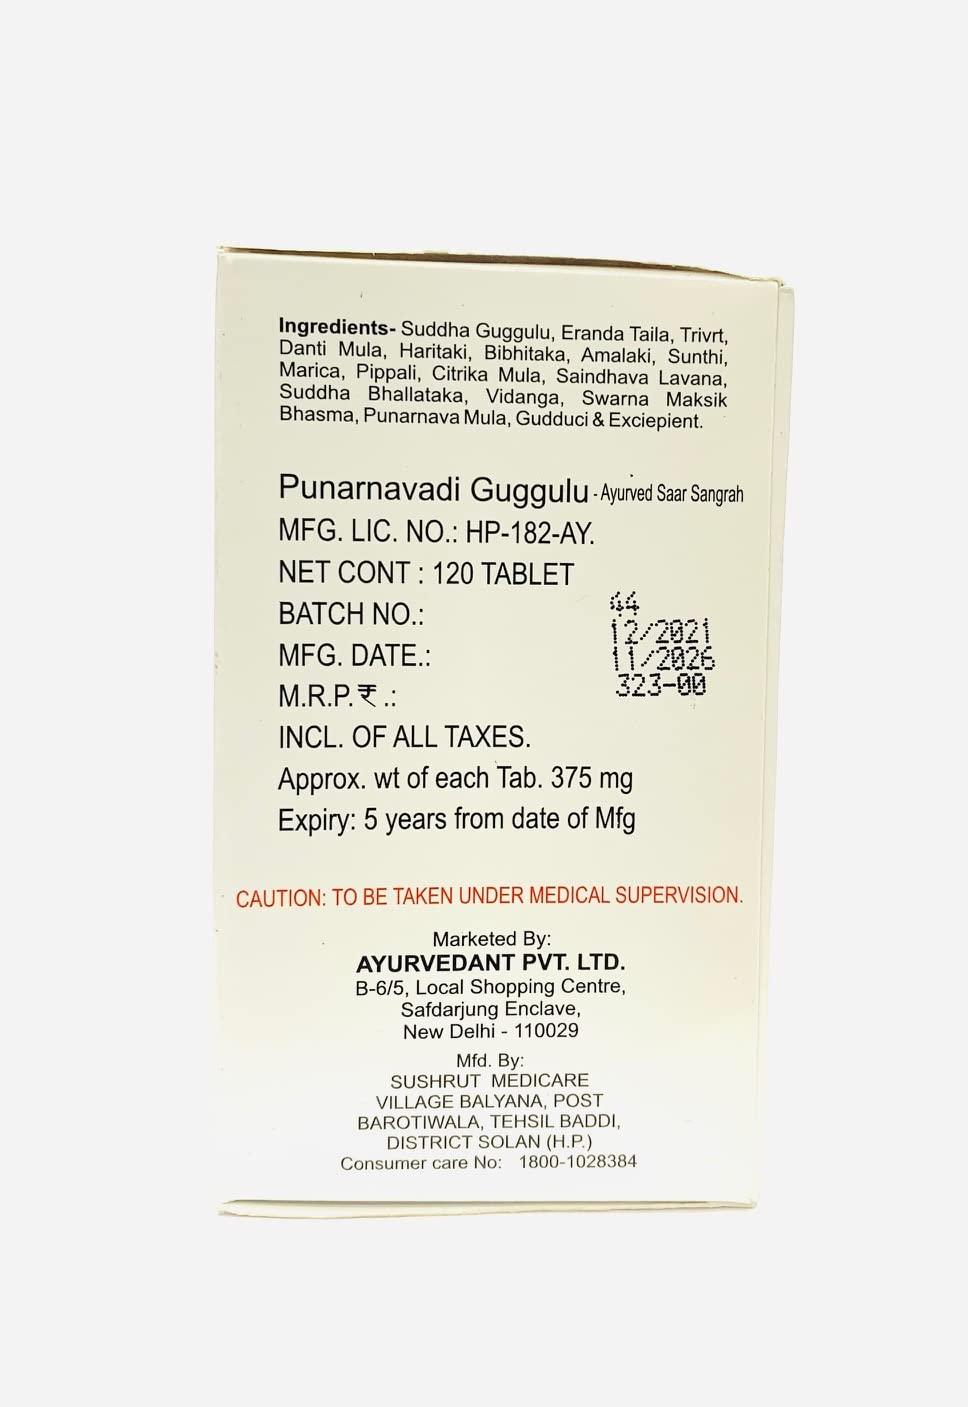 Ingredients- Suddha Guggulu, Eranda Taila, Trivrt,
Danti Mula, Haritaki, Bibhitaka, Amalaki, Sunthi,
Marica, Pippali, Citrika Mula, Saindhava Lavana,
Suddha Bhallataka, Vidanga, Swarna Maksik
Bhasma, Punarnava Mula, Gudduci & Exciepient.
Punarnavadi Guggulu - Ayurved Saar Sangrah
MFG. LIC. NO.: HP-182-AY.
NET CONT : 120 TABLET
BATCH NO.: 44
MFG. DATE.: 12/2021
11/2026
M.R.P.₹ .: 323-00
INCL. OF ALL TAXES.
Approx. wt of each Tab. 375 mg
Expiry: 5 years from date of Mfg
CAUTION: TO BE TAKEN UNDER MEDICAL SUPERVISION.
Marketed By:
AYURVEDANT PVT. LTD.
B-6/5, Local Shopping Centre,
Safdarjung Enclave,
New Delhi - 110029
Mfd. By:
SUSHRUT MEDICARE
VILLAGE BALYANA, POST
BAROTIWALA, TEHSIL BADDI,
DISTRICT SOLAN (H.P.)
Consumer care No: 1800-1028384